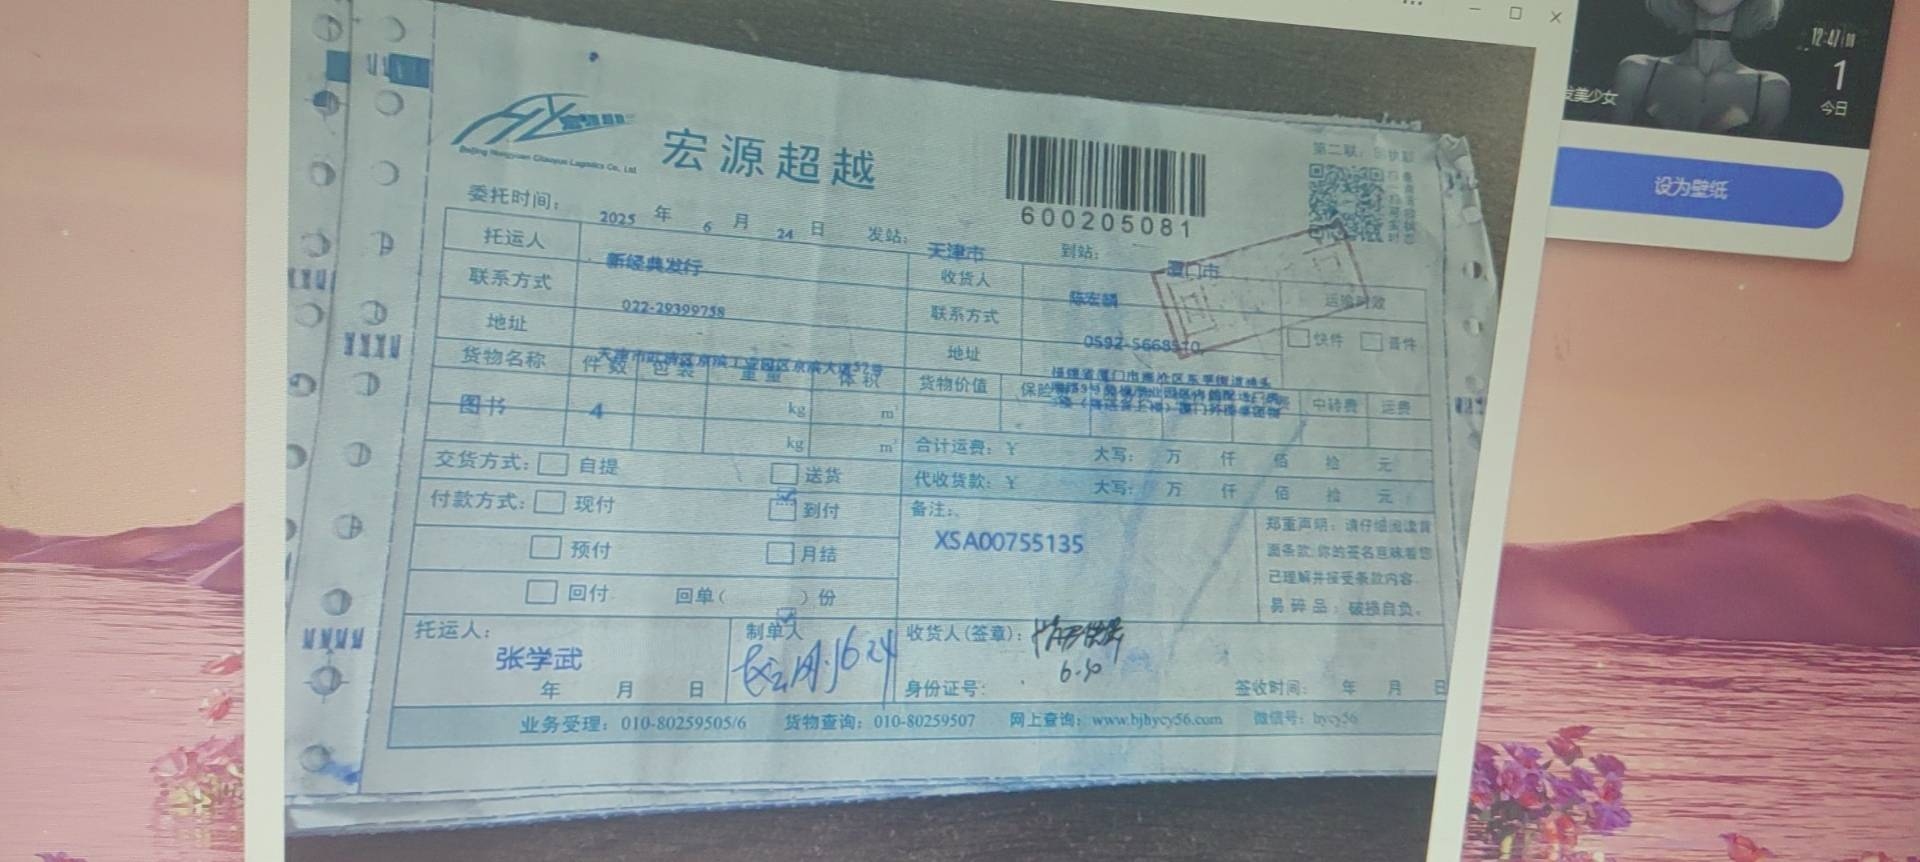 12:47
1
今日
发美少女
设为壁纸
宏源超越
600205081
委托时间： 2025 年 6 月 24 日 发站： 天津市 到站： 厦门市
托运人 新经典发行 收货人 陈宏麟 运输时效
联系方式 022-29399758 联系方式 快件 普件
地址 地址
货物名称 件数 包装 重量 体积 货物价值 保险 中转费 运费
图书 4 kg m³
kg m³ 合计运费：￥ 大写： 万 仟 佰 拾 元
交货方式： 自提 送货 代收货款：￥ 大写： 万 仟 佰 拾 元
付款方式： 现付 到付 备注：
XSA00755135
预付 月结
回付 回单（ ）份
郑重声明：请仔细阅读背
面条款,你的签名意味着您
已理解并接受条款内容
易碎品：破损自负。
托运人： 张学武 制单人 收货人(签章)：
年 月 日 身份证号： 签收时间： 年 月 日
业务受理：010-80259505/6 货物查询：010-80259507 网上查询：www.bjhycy56.com 微信号：hycy56